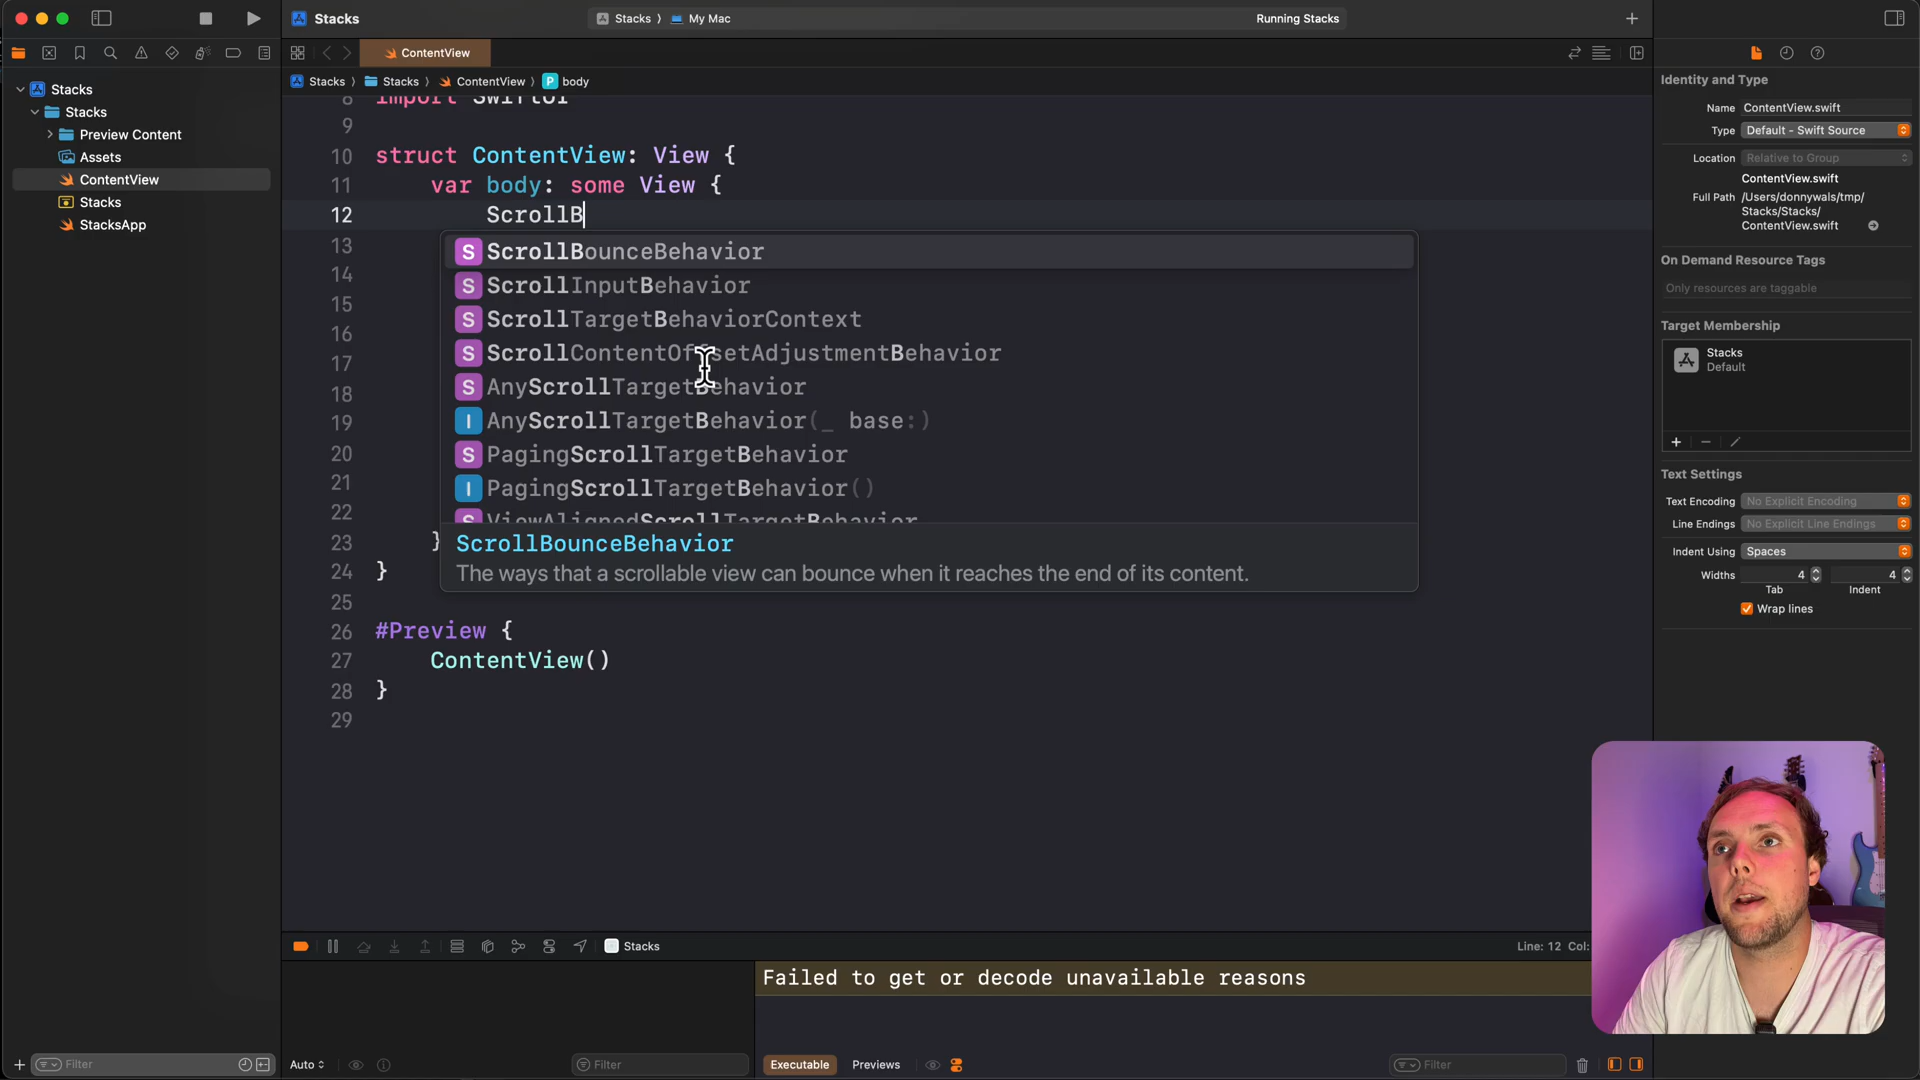 Stacks
Stacks ⟩ My Mac
Running Stacks
ContentView
Stacks ⟩ Stacks ⟩ ContentView ⟩ P body
Stacks
Stacks
Preview Content
Assets
ContentView
Stacks
StacksApp
8 import SwiftUI
9
10 struct ContentView: View {
11 var body: some View {
12 ScrollB
13
14
15
16
17
18
19
20
21
22
23 }
24 }
25
26 #Preview {
27 ContentView()
28 }
29
S ScrollBounceBehavior
S ScrollInputBehavior
S ScrollTargetBehaviorContext
S ScrollContentOffsetAdjustmentBehavior
S AnyScrollTargetBehavior
I AnyScrollTargetBehavior(_ base:)
S PagingScrollTargetBehavior
I PagingScrollTargetBehavior()
S ViewAlignedScrollTargetBehavior
ScrollBounceBehavior
The ways that a scrollable view can bounce when it reaches the end of its content.
Stacks
Line: 12 Col:
Failed to get or decode unavailable reasons
Filter
Auto
Filter
Executable
Previews
Filter
Identity and Type
Name ContentView.swift
Type Default - Swift Source
Location Relative to Group
ContentView.swift
Full Path /Users/donnywals/tmp/
Stacks/Stacks/
ContentView.swift
On Demand Resource Tags
Only resources are taggable
Target Membership
Stacks
Default
Text Settings
Text Encoding No Explicit Encoding
Line Endings No Explicit Line Endings
Indent Using Spaces
Widths 4 4
Tab Indent
Wrap lines